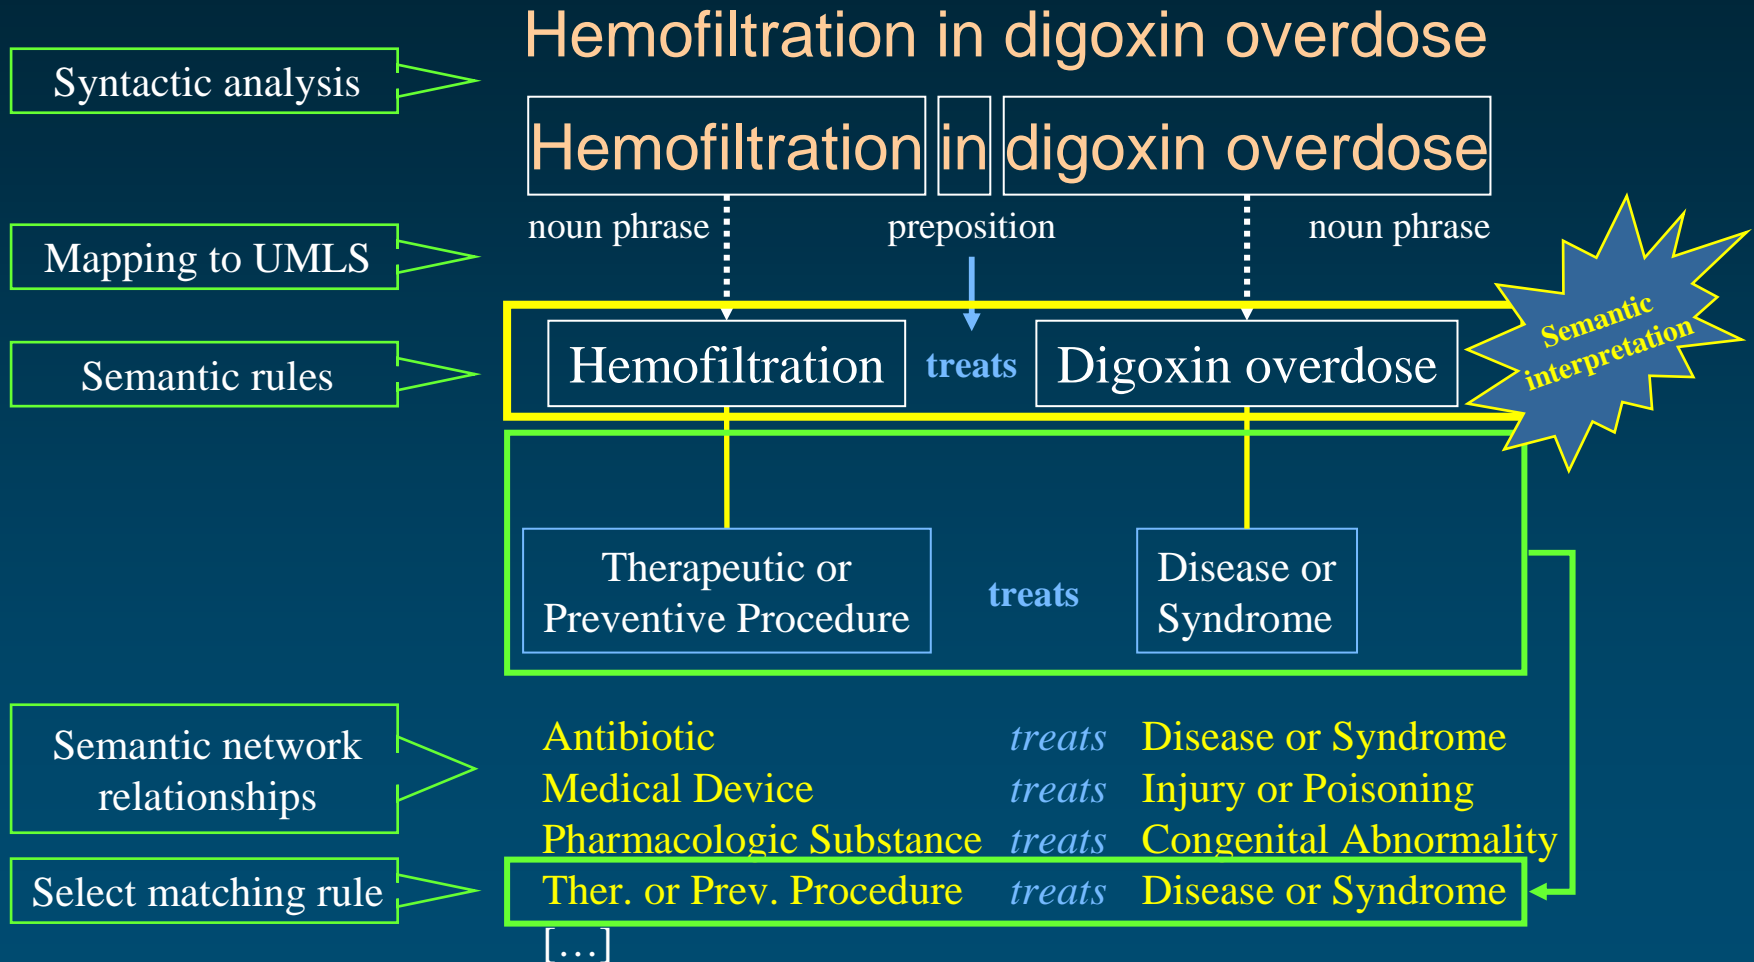 Hemofiltration in digoxin overdose
Syntactic analysis
Hemofiltration in digoxin overdose
noun phrase preposition noun phrase
Mapping to UMLS
Semantic
interpretation
Semantic rules
Hemofiltration treats Digoxin overdose
Therapeutic or
Preventive Procedure
treats
Disease or
Syndrome
Semantic network
relationships
Antibiotic treats Disease or Syndrome
Medical Device treats Injury or Poisoning
Pharmacologic Substance treats Congenital Abnormality
Select matching rule
Ther. or Prev. Procedure treats Disease or Syndrome
[…]